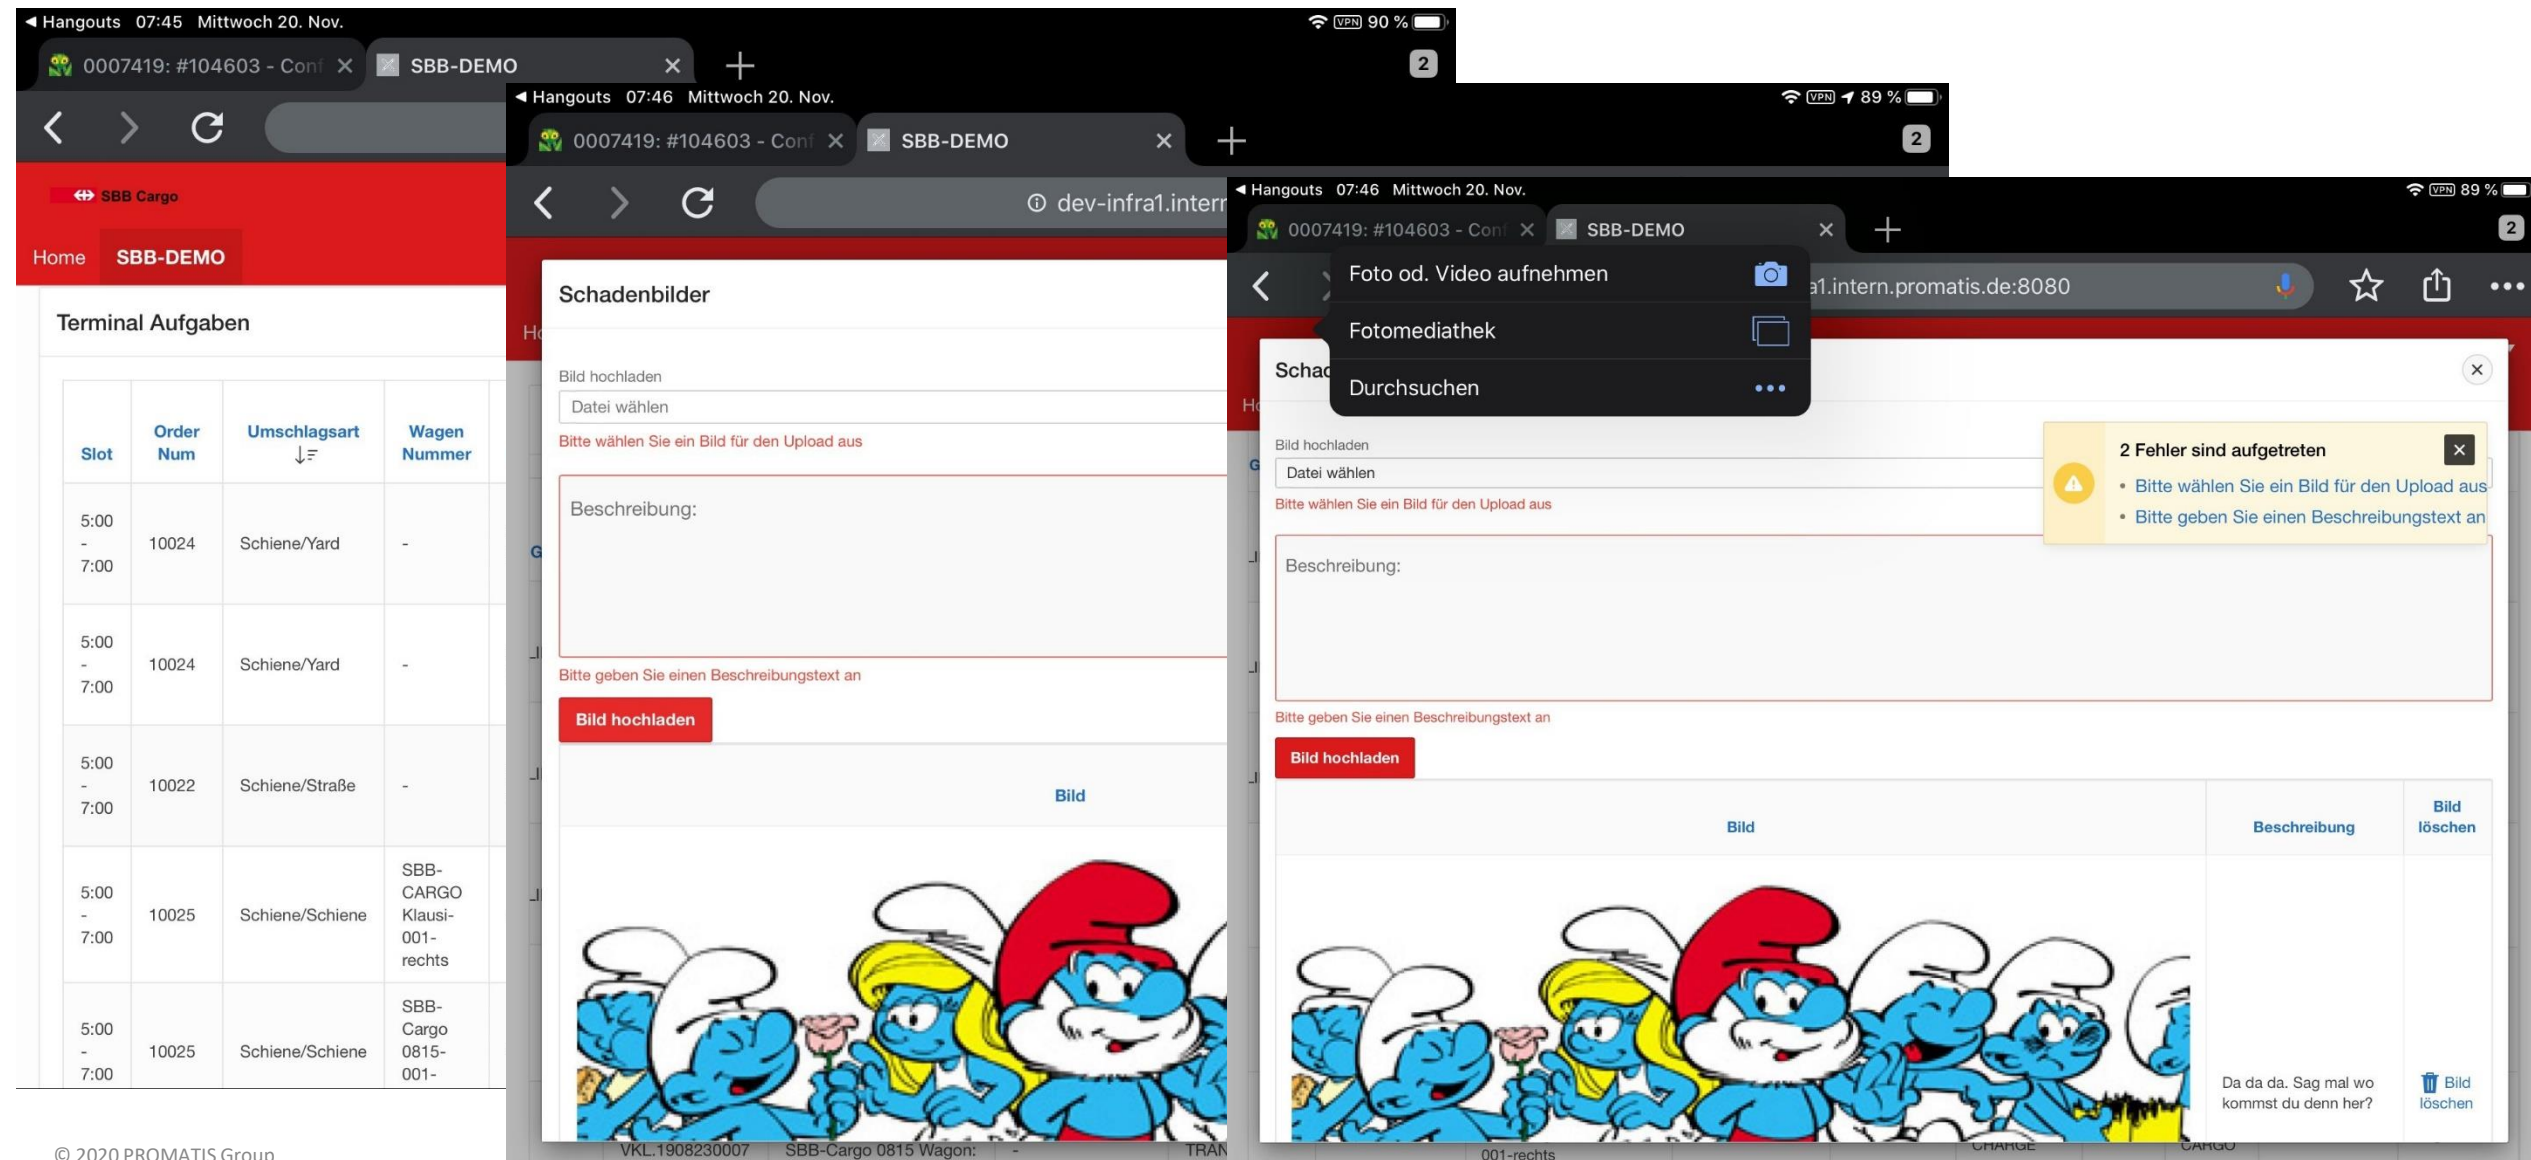 Hangouts 07:45 Mittwoch 20. Nov.
VPN 90 %
0007419: #104603 - Conf
SBB-DEMO
2
SBB Cargo
Home SBB-DEMO
Terminal Aufgaben
Slot
Order
Num
Umschlagsart
Wagen
Nummer
5:00
-
7:00
10024
Schiene/Yard
-
5:00
-
7:00
10024
Schiene/Yard
-
5:00
-
7:00
10022
Schiene/Straße
-
5:00
-
7:00
10025
Schiene/Schiene
SBB-
CARGO
Klausi-
001-
rechts
5:00
-
7:00
10025
Schiene/Schiene
SBB-
Cargo
0815-
001-
© 2020 PROMATIS Group
Hangouts 07:46 Mittwoch 20. Nov.
VPN 89 %
0007419: #104603 - Conf
SBB-DEMO
2
dev-infra1.intern
Schadenbilder
Bild hochladen
Datei wählen
Bitte wählen Sie ein Bild für den Upload aus
Beschreibung:
Bitte geben Sie einen Beschreibungstext an
Bild hochladen
Bild
VKL.1908230007 SBB-Cargo 0815 Wagon: - TRAN
Hangouts 07:46 Mittwoch 20. Nov.
VPN 89 %
0007419: #104603 - Conf
SBB-DEMO
2
a1.intern.promatis.de:8080
Foto od. Video aufnehmen
Fotomediathek
Durchsuchen
Schad
Bild hochladen
Datei wählen
Bitte wählen Sie ein Bild für den Upload aus
2 Fehler sind aufgetreten
• Bitte wählen Sie ein Bild für den Upload aus
• Bitte geben Sie einen Beschreibungstext an
Beschreibung:
Bitte geben Sie einen Beschreibungstext an
Bild hochladen
Bild
Beschreibung
Bild
löschen
Da da da. Sag mal wo
kommst du denn her?
Bild
löschen
001-rechts
CHARGE
CARGO